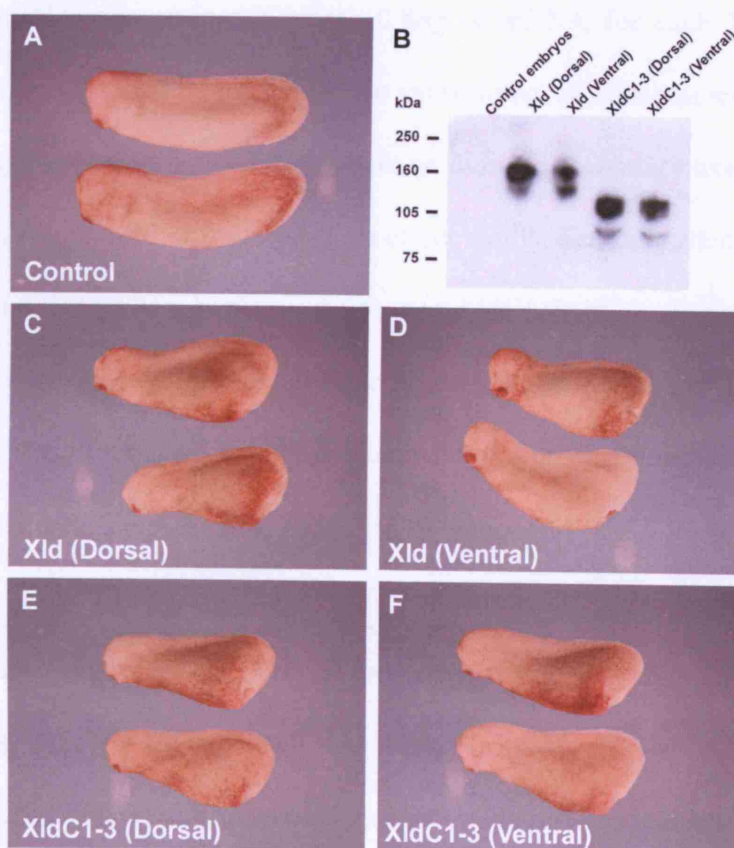 A
Control
B
Control embryos
Xld (Dorsal)
Xld (Ventral)
XldC1-3 (Dorsal)
XldC1-3 (Ventral)
kDa
250
160
105
75
C
Xld (Dorsal)
D
Xld (Ventral)
E
XldC1-3 (Dorsal)
F
XldC1-3 (Ventral)